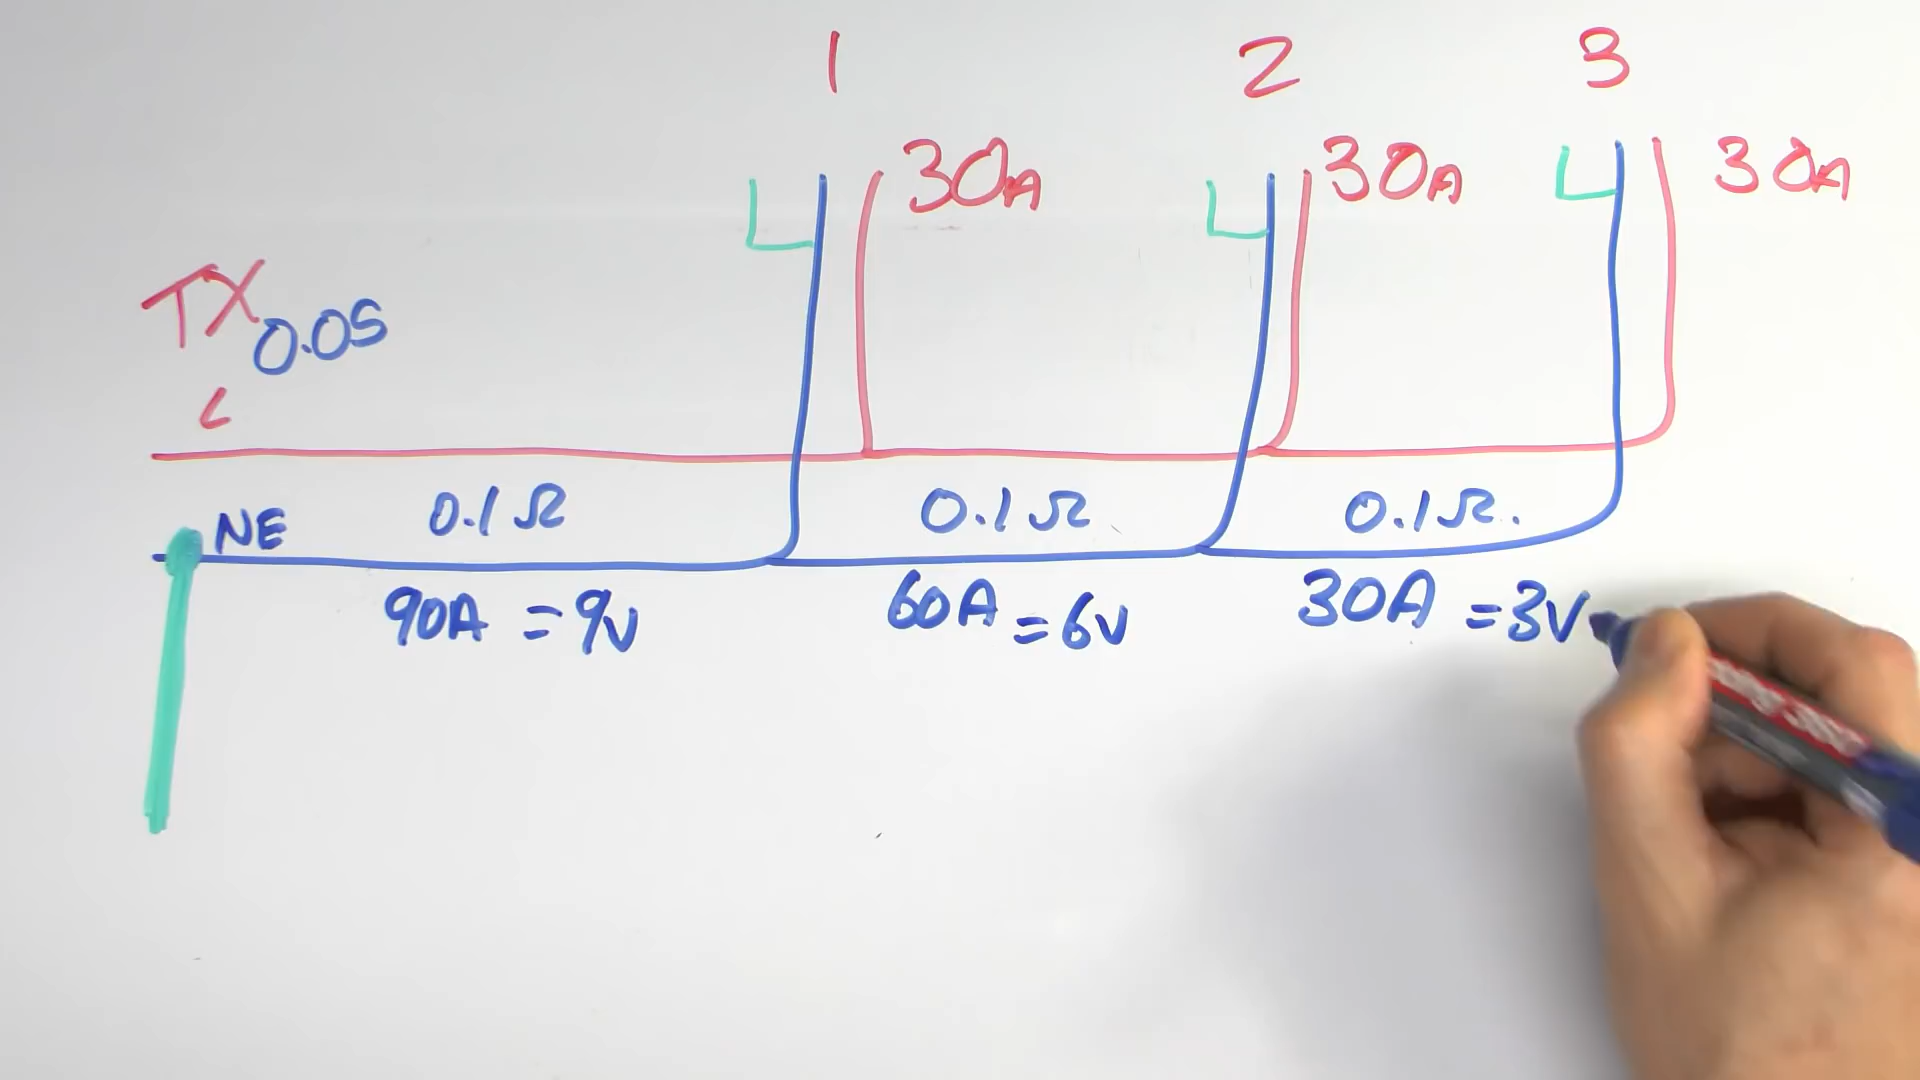 1 2 3
30A 30A 30A
TX 0.05
L
NE 0.1Ω 0.1Ω 0.1Ω.
90A = 9v 60A = 6v 30A = 3v